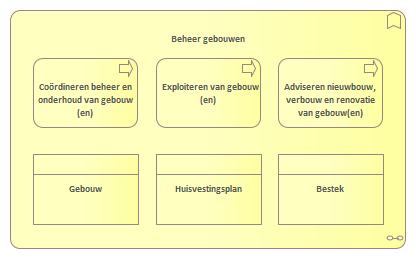 Beheer gebouwen
Coördineren beheer en
onderhoud van gebouw
(en)
Exploiteren van gebouw
(en)
Adviseren nieuwbouw,
verbouw en renovatie
van gebouw(en)
Gebouw
Huisvestingsplan
Bestek